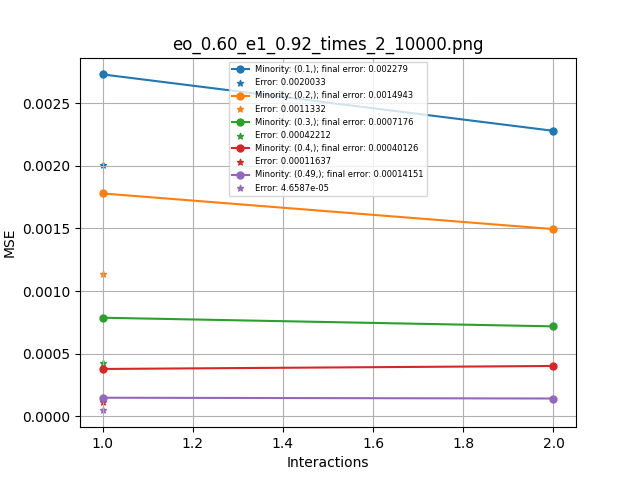 eo_0.60_e1_0.92_times_2_10000.png
Minority: (0.1,); final error: 0.002279
Error: 0.0020033
Minority: (0.2,); final error: 0.0014943
Error: 0.0011332
Minority: (0.3,); final error: 0.0007176
Error: 0.00042212
Minority: (0.4,); final error: 0.00040126
Error: 0.00011637
Minority: (0.49,); final error: 0.00014151
Error: 4.6587e-05
MSE
0.0025
0.0020
0.0015
0.0010
0.0005
0.0000
1.0 1.2 1.4 1.6 1.8 2.0
Interactions